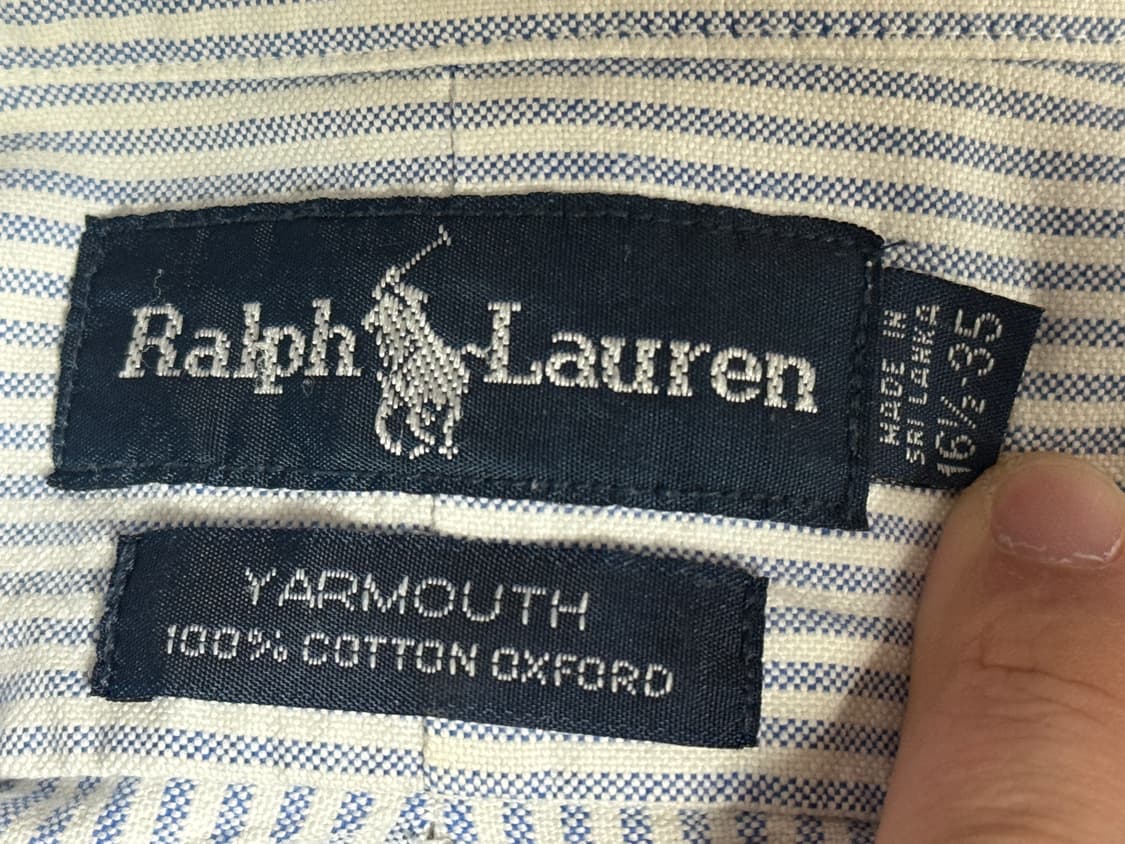 Ralph Lauren
MADE IN
SRI LANKA
16½-35
YARMOUTH
100% COTTON OXFORD